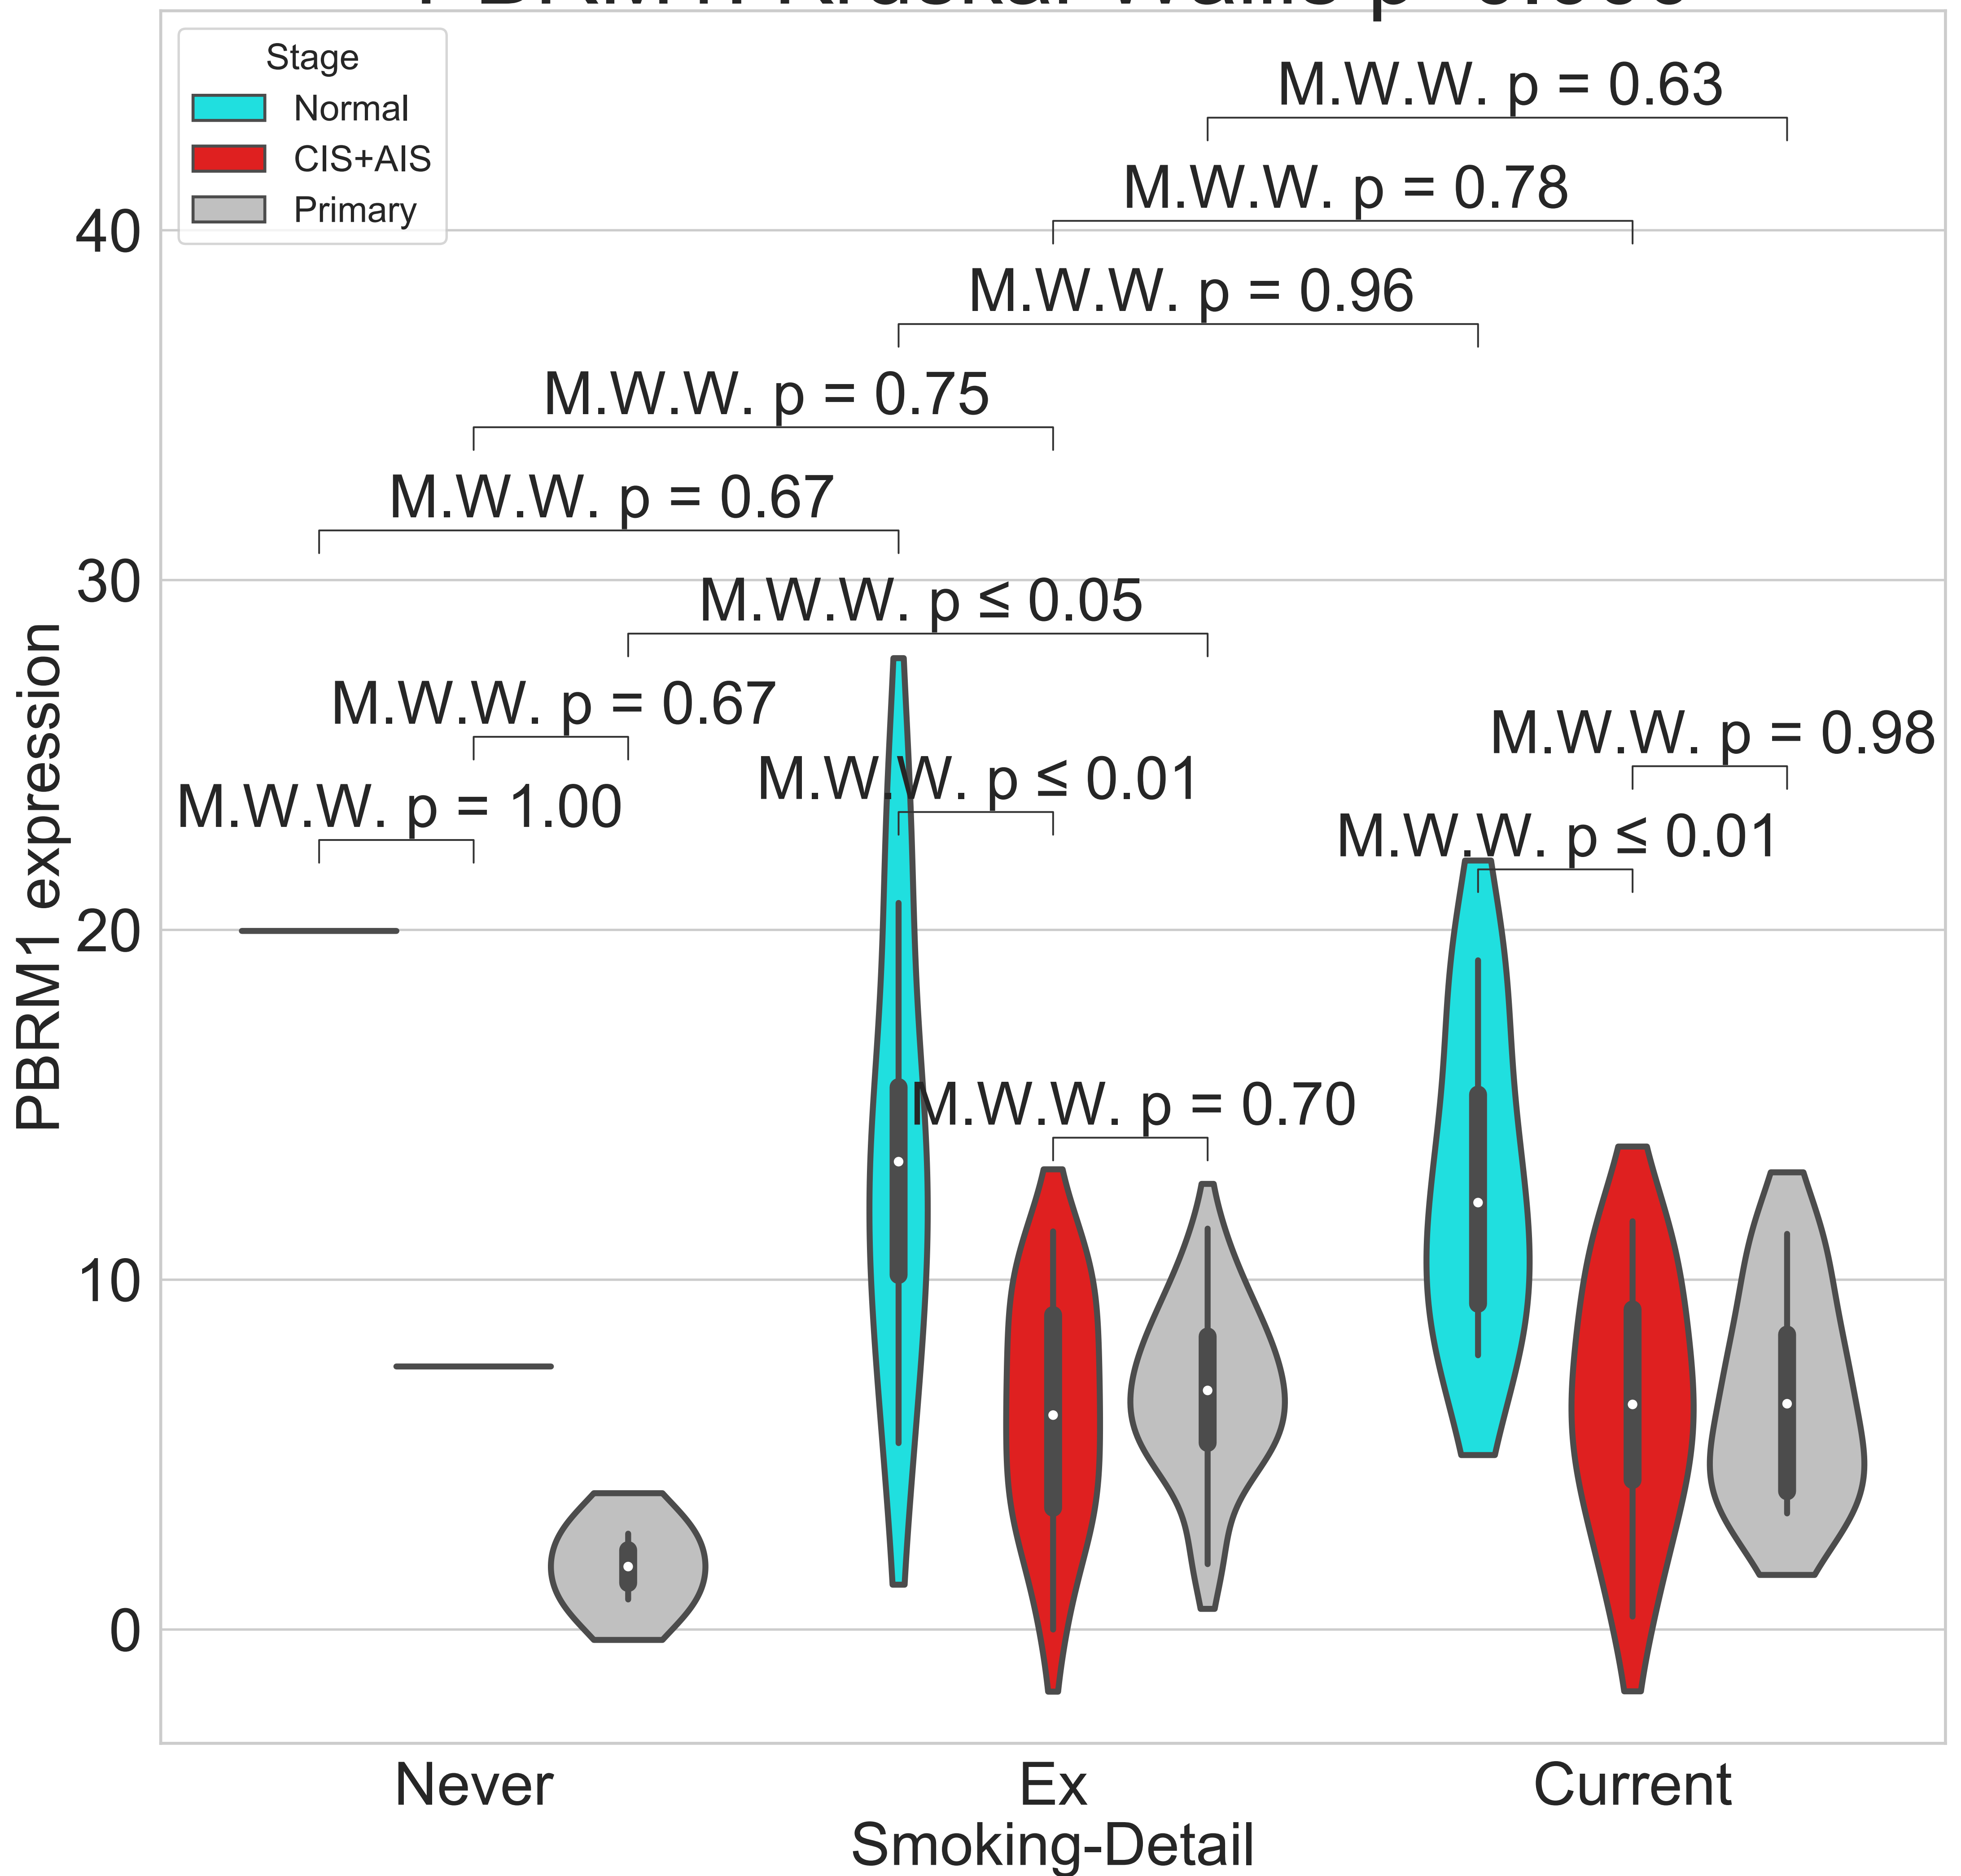 Stage
Normal
CIS+AIS
Primary
M.W.W. p = 0.63
M.W.W. p = 0.78
M.W.W. p = 0.96
M.W.W. p = 0.75
M.W.W. p = 0.67
M.W.W. p ≤ 0.05
M.W.W. p = 0.67
M.W.W. p = 0.98
M.W.W. p ≤ 0.01
M.W.W. p = 1.00
M.W.W. p ≤ 0.01
M.W.W. p = 0.70
PBRM1 expression
40
30
20
10
0
Never
Ex
Current
Smoking-Detail